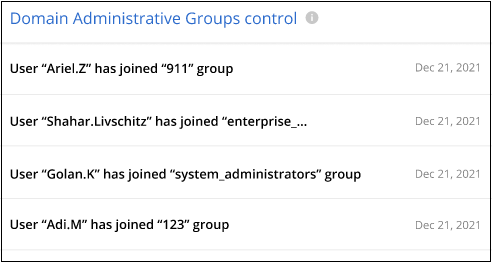 Domain Administrative Groups control
User “Ariel.Z” has joined “911” group
Dec 21, 2021
User “Shahar.Livschitz” has joined “enterprise_...
Dec 21, 2021
User “Golan.K” has joined “system_administrators” group
Dec 21, 2021
User “Adi.M” has joined “123” group
Dec 21, 2021